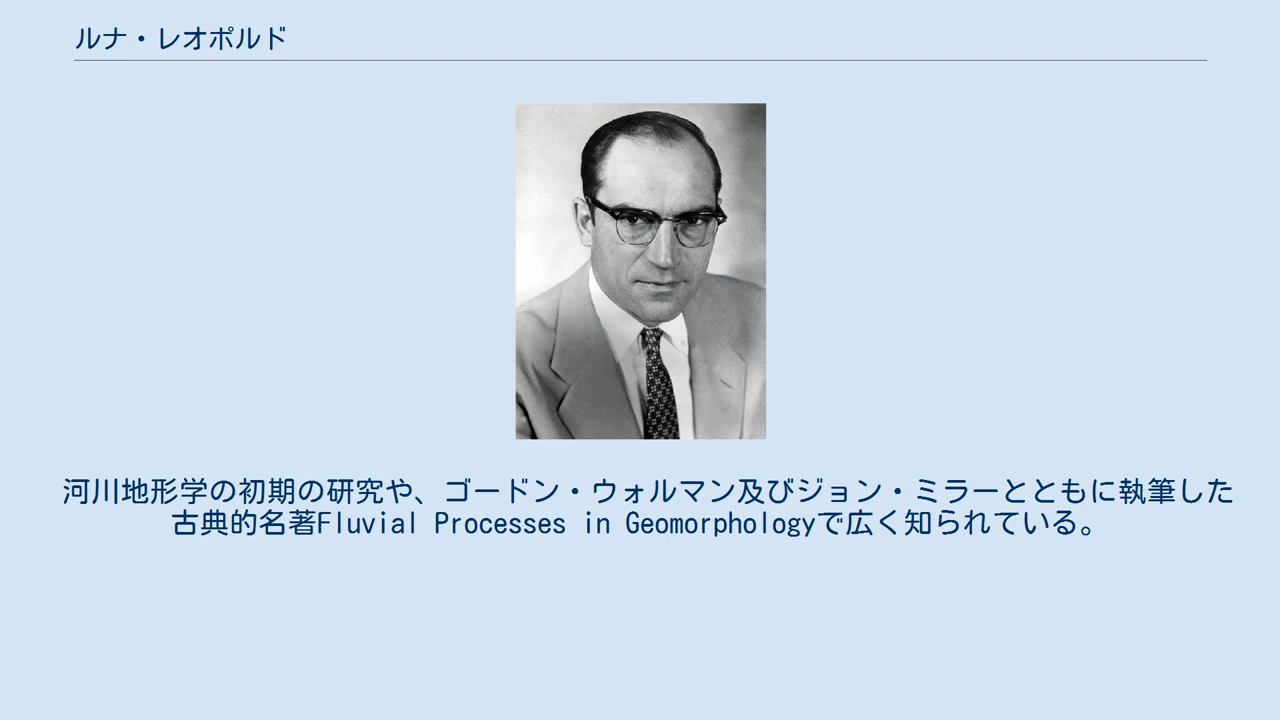 ルナ・レオポルド
河川地形学の初期の研究や、ゴードン・ウォルマン及びジョン・ミラーとともに執筆した
古典的名著Fluvial Processes in Geomorphologyで広く知られている。